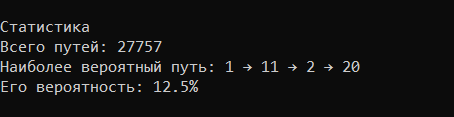 Статистика
Всего путей: 27757
Наиболее вероятный путь: 1 → 11 → 2 → 20
Его вероятность: 12.5%